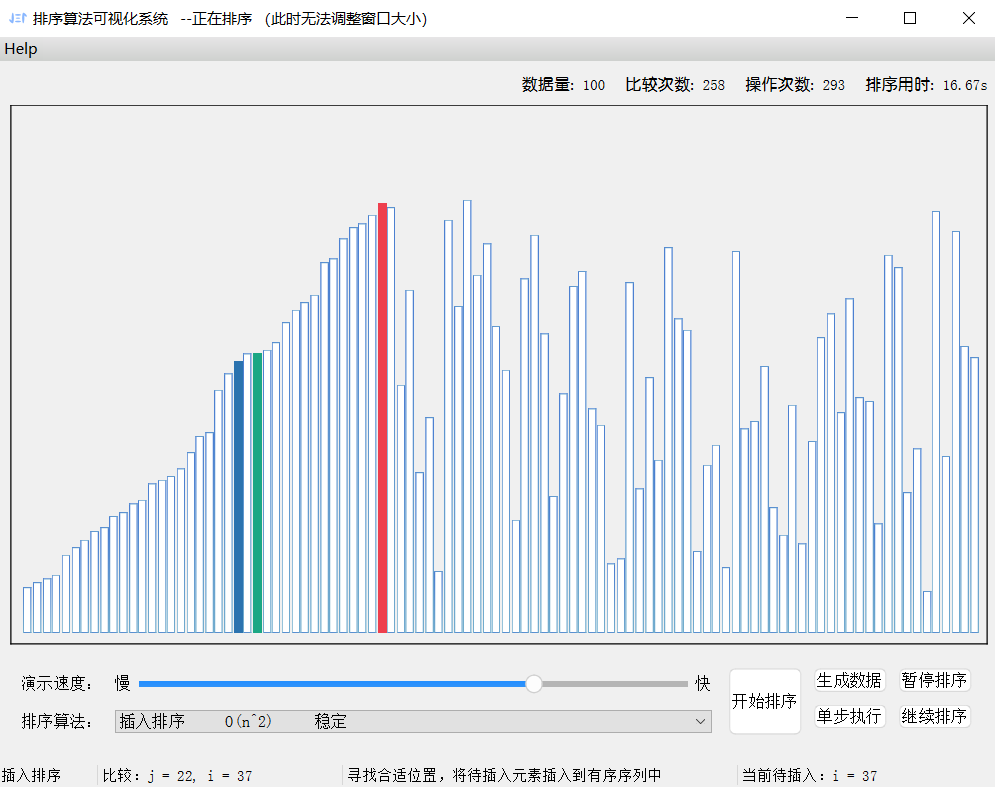 排序算法可视化系统 --正在排序 (此时无法调整窗口大小)
Help
数据量: 100 比较次数: 258 操作次数: 293 排序用时: 16.67s
演示速度: 慢 快
排序算法: 插入排序 O(n^2) 稳定
开始排序
生成数据 暂停排序
单步执行 继续排序
插入排序 比较: j = 22, i = 37 寻找合适位置，将待插入元素插入到有序序列中 当前待插入: i = 37